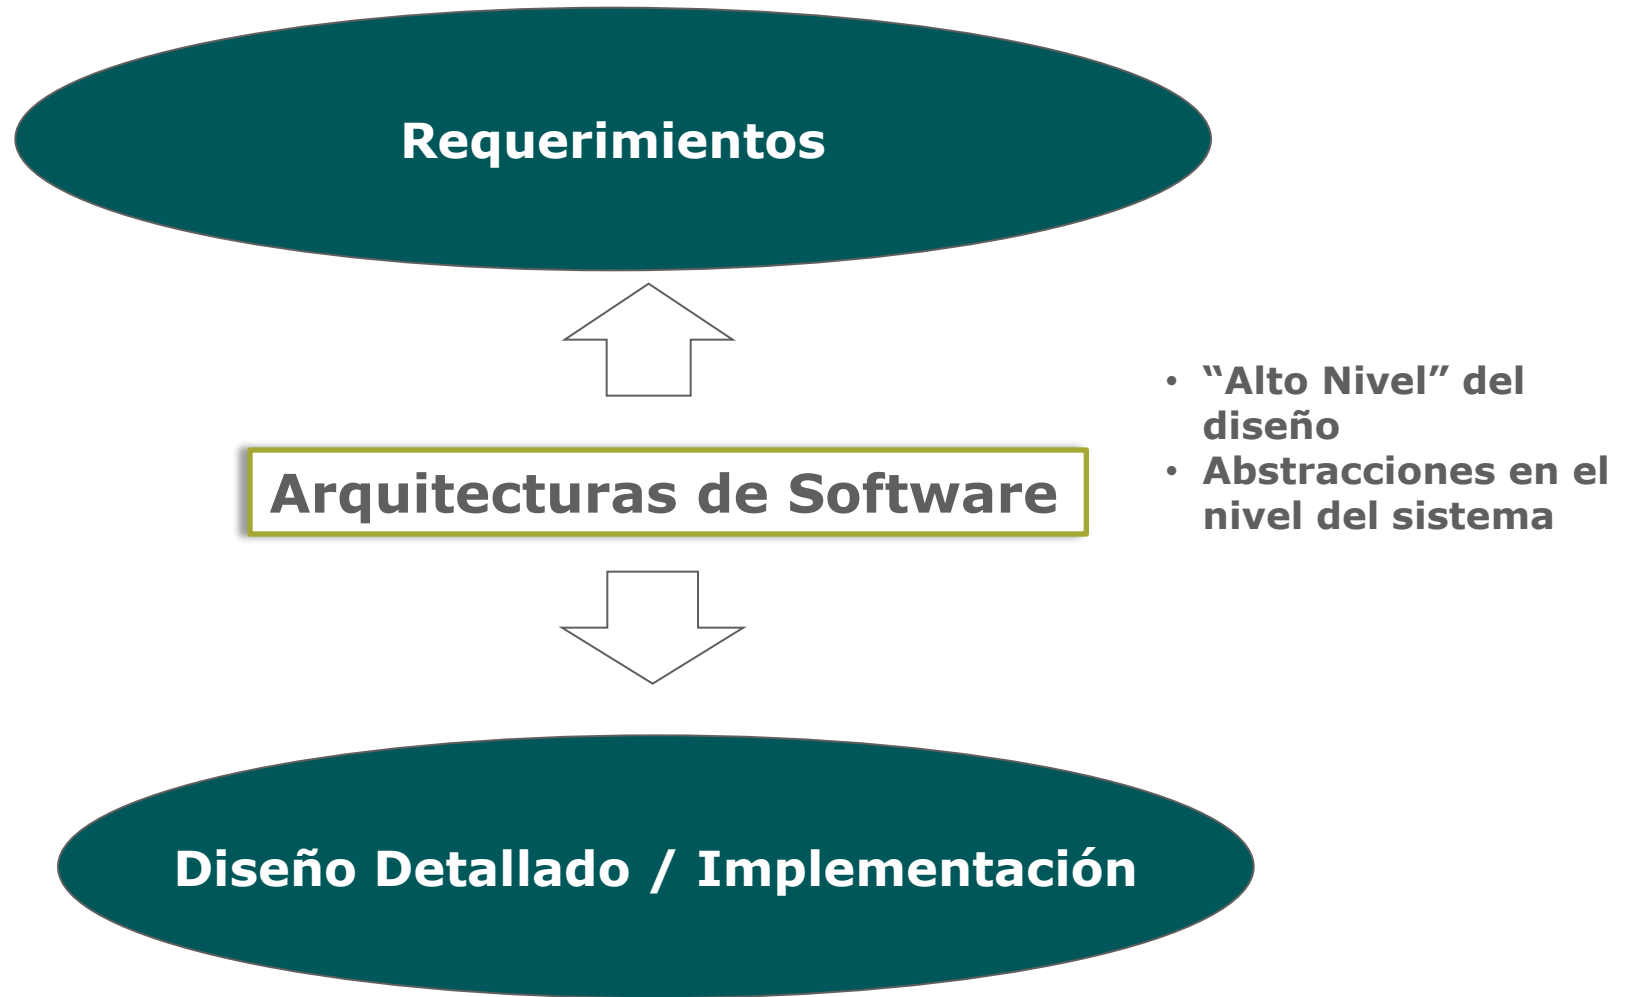 Requerimientos
• “Alto Nivel” del
diseño
• Abstracciones en el
nivel del sistema
Arquitecturas de Software
Diseño Detallado / Implementación